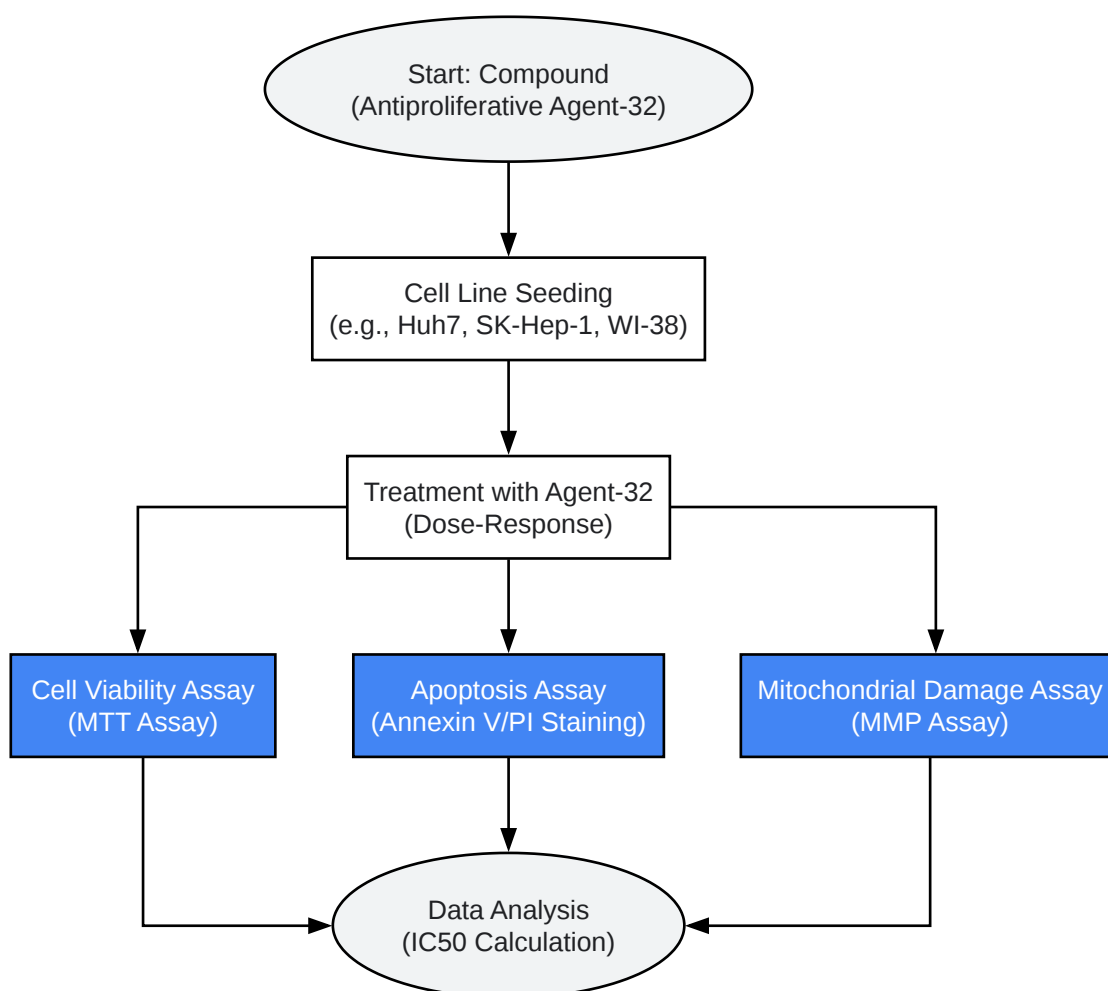 Start: Compound
(Antiproliferative Agent-32)
Cell Line Seeding
(e.g., Huh7, SK-Hep-1, WI-38)
Treatment with Agent-32
(Dose-Response)
Cell Viability Assay
(MTT Assay)
Apoptosis Assay
(Annexin V/PI Staining)
Mitochondrial Damage Assay
(MMP Assay)
Data Analysis
(IC50 Calculation)